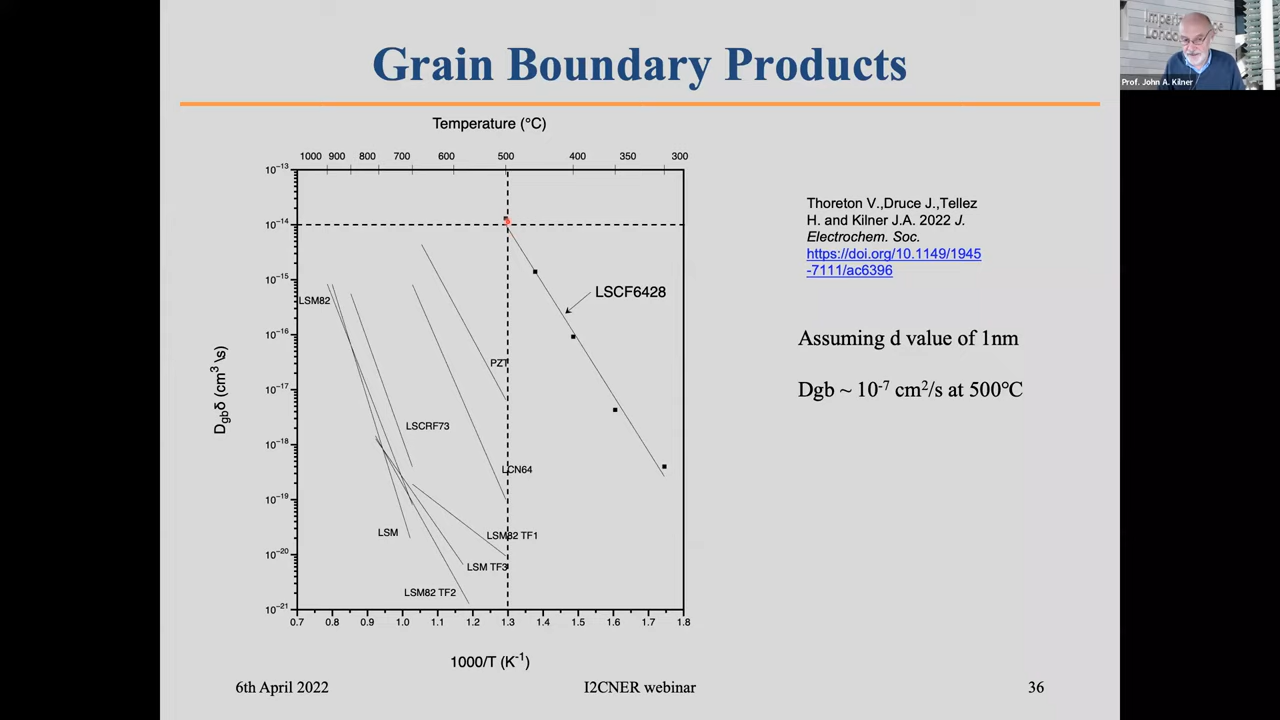 Grain Boundary Products
Imperial College
London
Prof. John A. Kilner
Temperature (°C)
1000 900 800 700 600 500 400 350 300
10⁻¹³
10⁻¹⁴
10⁻¹⁵
10⁻¹⁶
10⁻¹⁷
10⁻¹⁸
10⁻¹⁹
10⁻²⁰
10⁻²¹
D_gbδ (cm³ \s)
LSM82
LSCF6428
PZT
LSCRF73
LCN64
LSM
LSM82 TF1
LSM TF3
LSM82 TF2
0.7 0.8 0.9 1.0 1.1 1.2 1.3 1.4 1.5 1.6 1.7 1.8
1000/T (K⁻¹)
Thoreton V.,Druce J.,Tellez
H. and Kilner J.A. 2022 J.
Electrochem. Soc.
https://doi.org/10.1149/1945
-7111/ac6396
Assuming d value of 1nm
Dgb ~ 10⁻⁷ cm²/s at 500°C
6th April 2022
I2CNER webinar
36